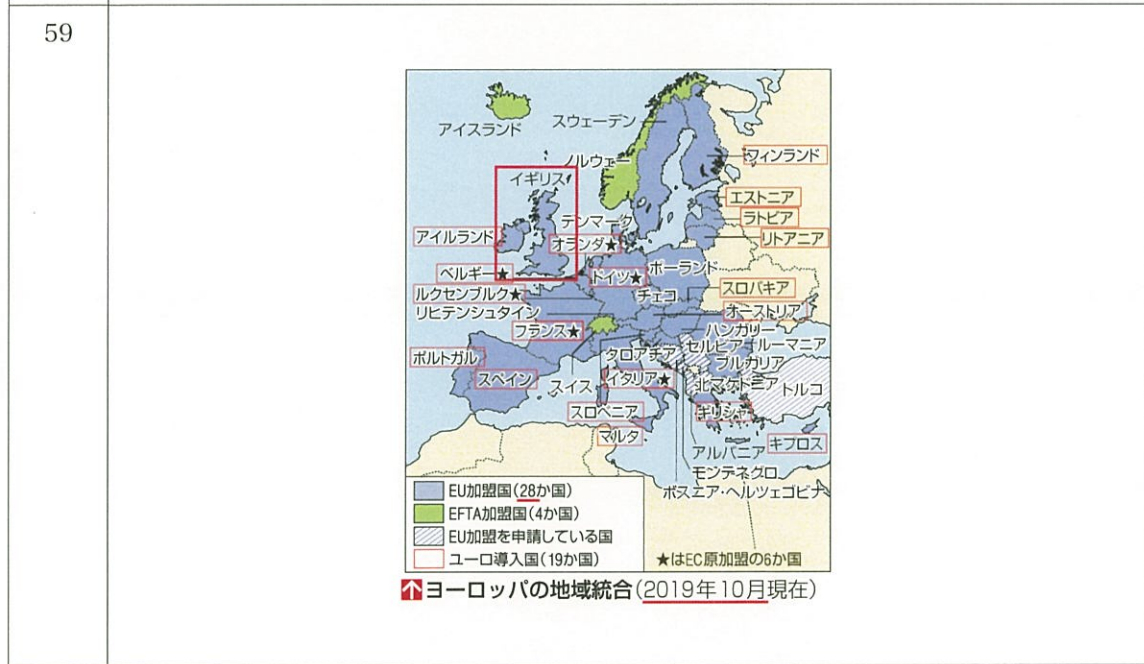 59
アイスランド
スウェーデン
ノルウェー
フィンランド
イギリス
エストニア
デンマーク
ラトビア
アイルランド
オランダ★
リトアニア
ベルギー★
ドイツ★
ポーランド
ルクセンブルク★
チェコ
スロバキア
リヒテンシュタイン
オーストリア
フランス★
ハンガリー
クロアチア
セルビア
ルーマニア
ブルガリア
ポルトガル
スペイン
スイス
イタリア★
北マケドニア
トルコ
スロベニア
ギリシャ
マルタ
キプロス
アルバニア
モンテネグロ
ボスニア・ヘルツェゴビナ
EU加盟国(28か国)
EFTA加盟国(4か国)
EU加盟を申請している国
ユーロ導入国(19か国)
★はEC原加盟の6か国
↑ヨーロッパの地域統合(2019年10月現在)